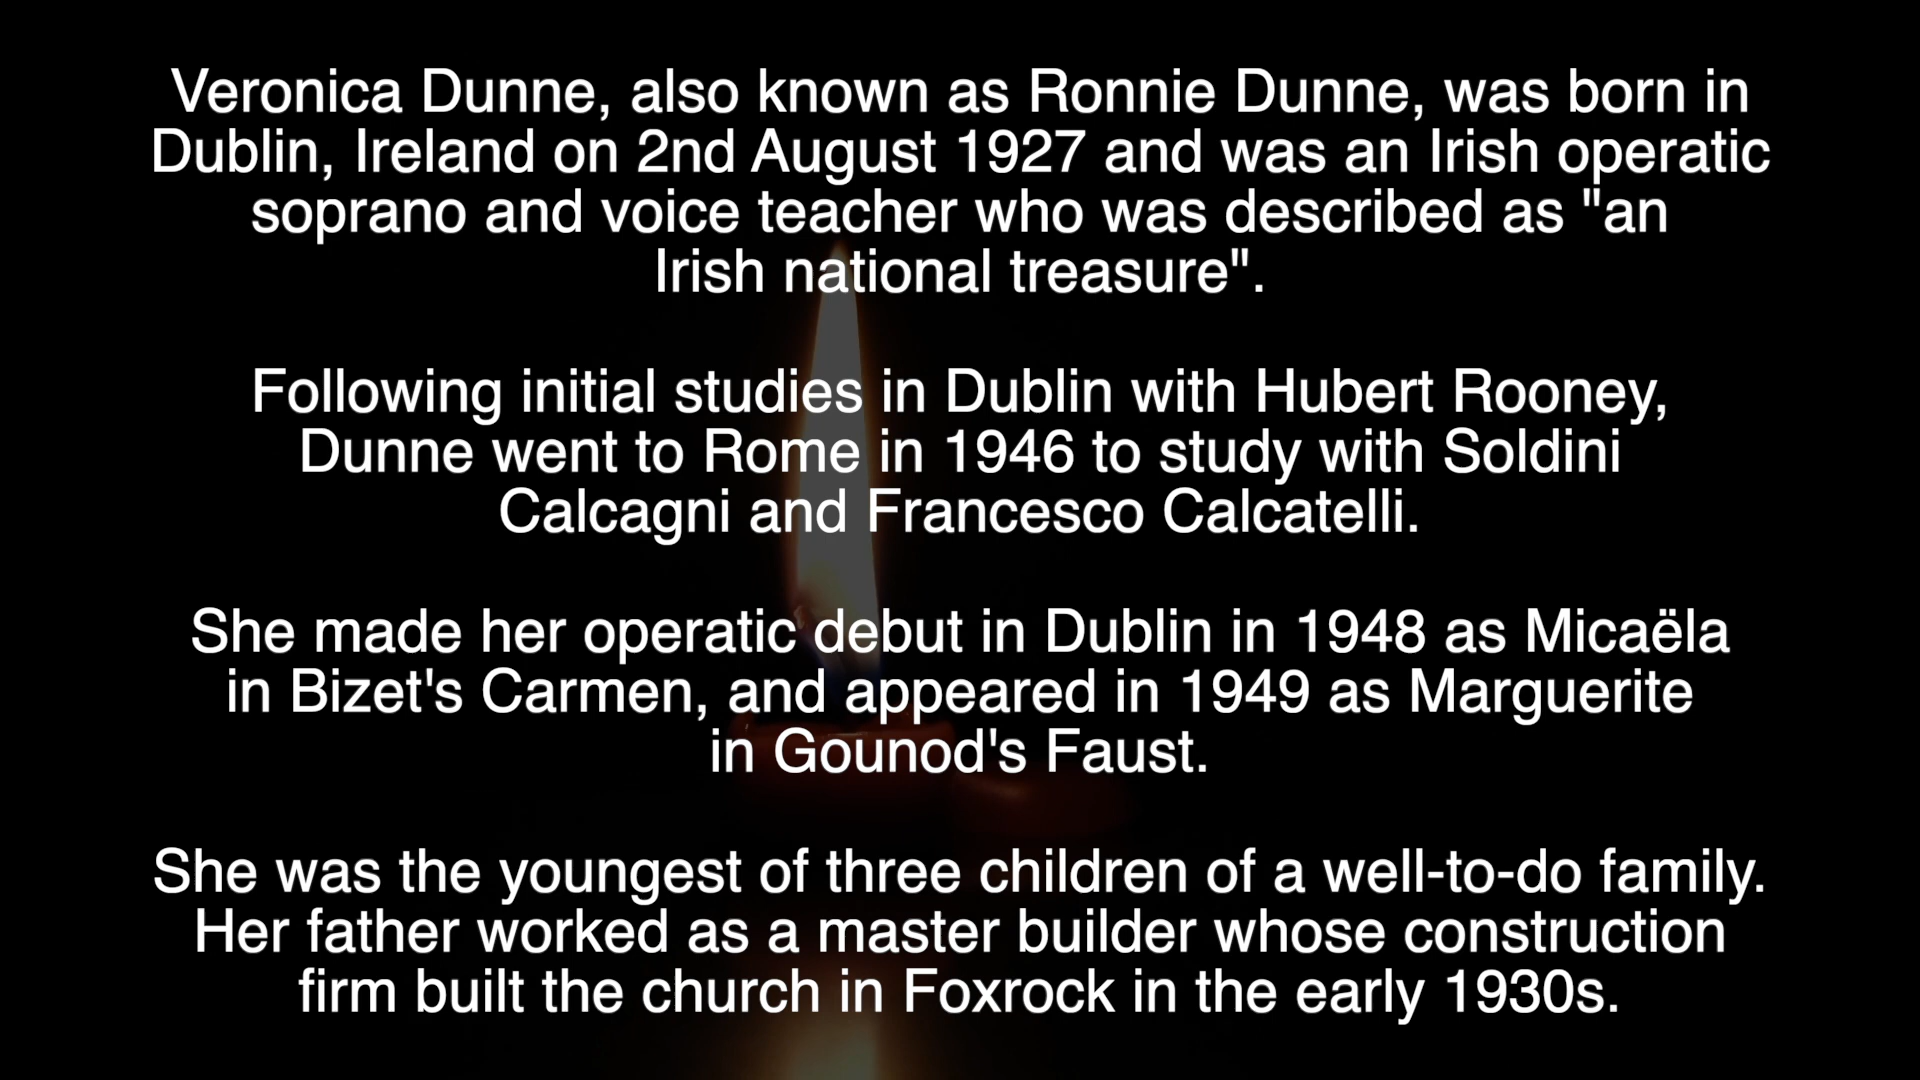 Veronica Dunne, also known as Ronnie Dunne, was born in
Dublin, Ireland on 2nd August 1927 and was an Irish operatic
soprano and voice teacher who was described as "an
Irish national treasure".
Following initial studies in Dublin with Hubert Rooney,
Dunne went to Rome in 1946 to study with Soldini
Calcagni and Francesco Calcatelli.
She made her operatic debut in Dublin in 1948 as Micaëla
in Bizet's Carmen, and appeared in 1949 as Marguerite
in Gounod's Faust.
She was the youngest of three children of a well-to-do family.
Her father worked as a master builder whose construction
firm built the church in Foxrock in the early 1930s.